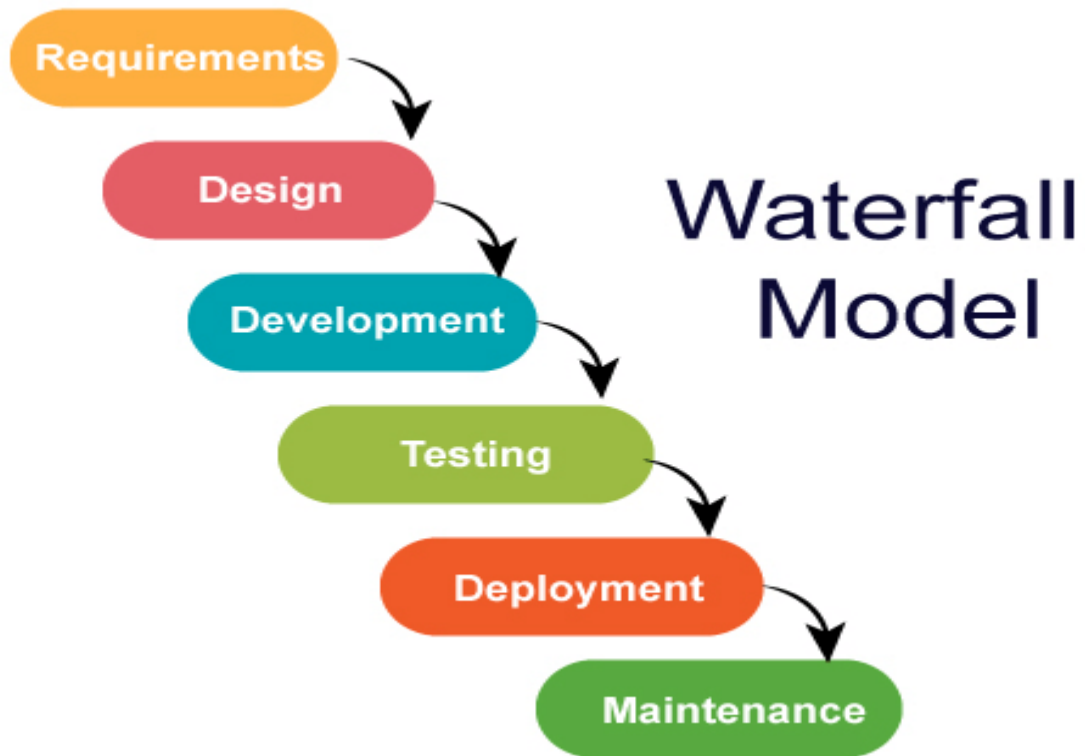 Requirements
Design
Waterfall
Model
Development
Testing
Deployment
Maintenance